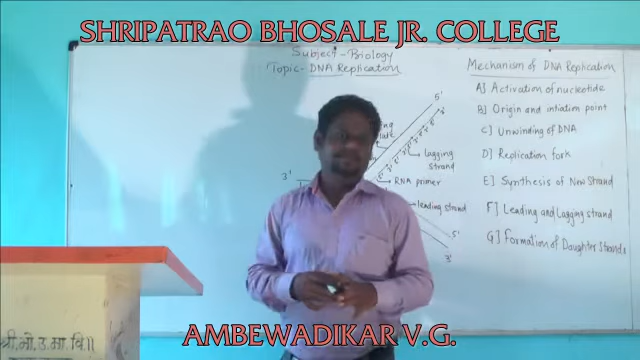 SHRIPATRAO BHOSALE JR. COLLEGE
Subject - Biology
Topic - DNA Replication
Mechanism of DNA Replication
A] Activation of nucleotide
B] Origin and intiation point
C] Unwinding of DNA
D] Replication fork
E] Synthesis of New Strand
F] Leading and Lagging strand
G] Formation of Daughter Strands
5'
3'
lagging
strand
RNA primer
leading strand
3'
5'
3'
AMBEWADIKAR V.G.
श्री.भो.उ.मा.वि.॥